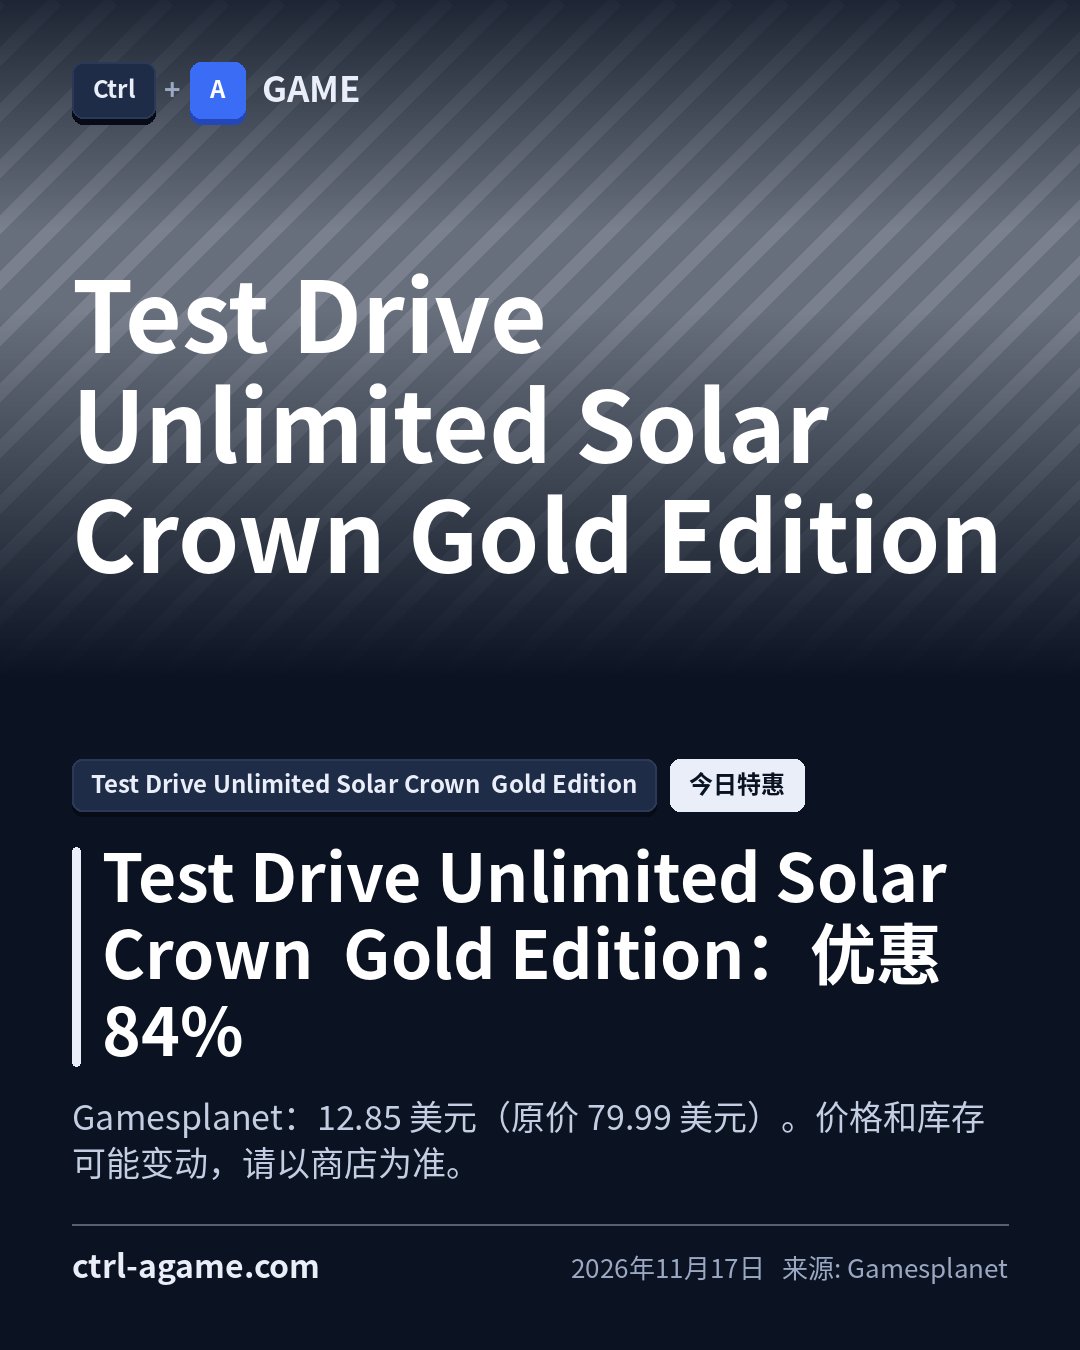 Ctrl + A GAME
Test Drive
Unlimited Solar
Crown Gold Edition
Test Drive Unlimited Solar Crown  Gold Edition 今日特惠
Test Drive Unlimited Solar
Crown  Gold Edition：优惠
84%
Gamesplanet：12.85 美元（原价 79.99 美元）。价格和库存
可能变动，请以商店为准。
ctrl-agame.com 2026年11月17日 来源: Gamesplanet